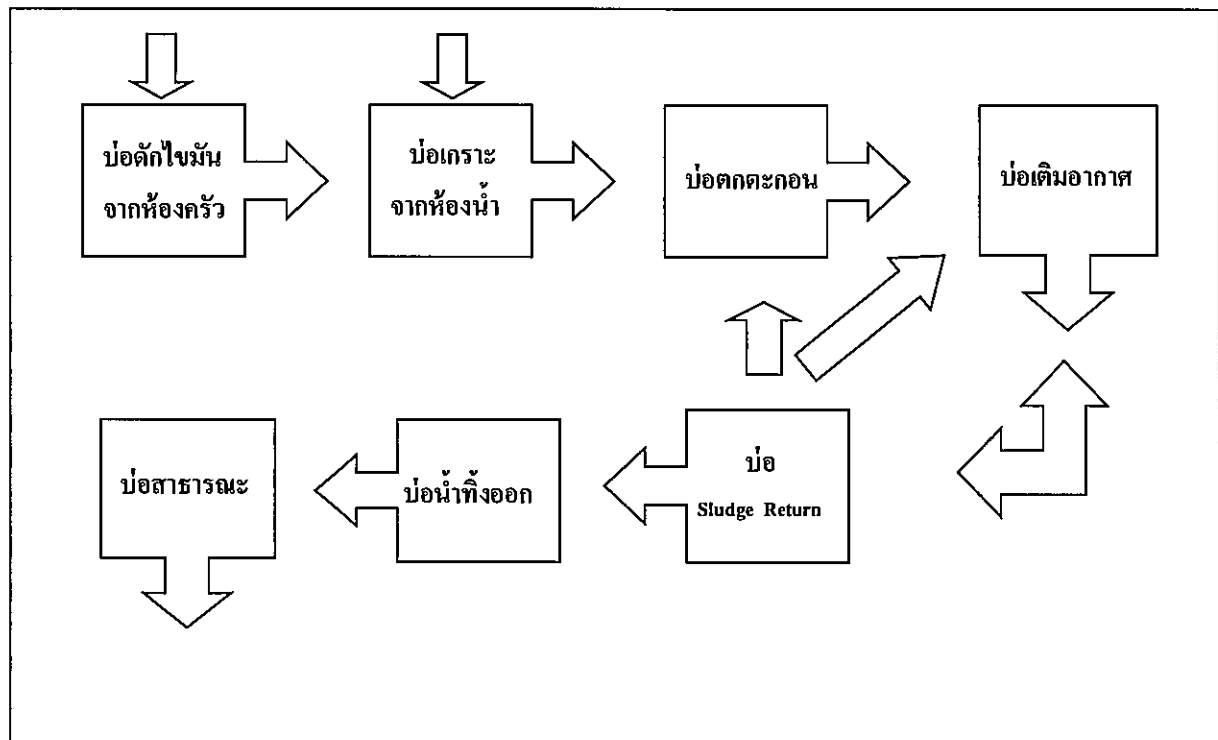 บ่อดักไขมัน
จากห้องครัว
บ่อเกราะ
จากห้องน้ำ
บ่อตกตะกอน
บ่อเติมอากาศ
บ่อสาธารณะ
บ่อน้ำทิ้งออก
บ่อ
Sludge Return